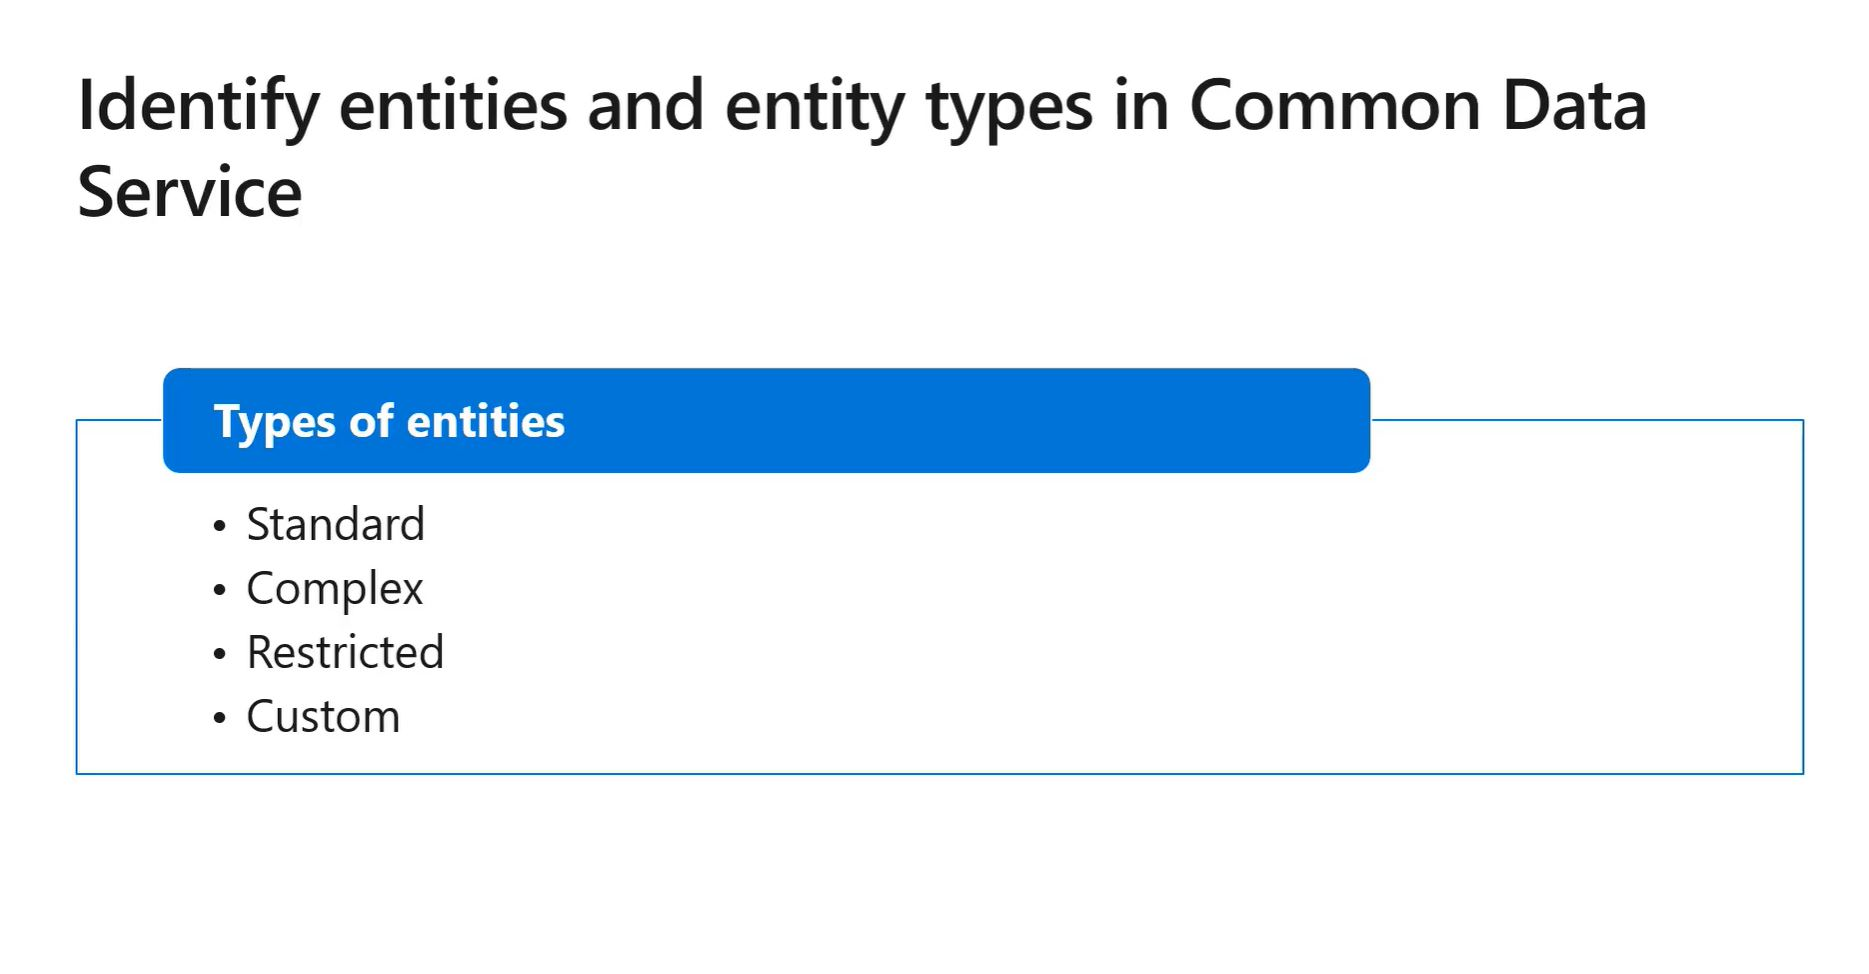 Identify entities and entity types in Common Data
Service
Types of entities
• Standard
• Complex
• Restricted
• Custom